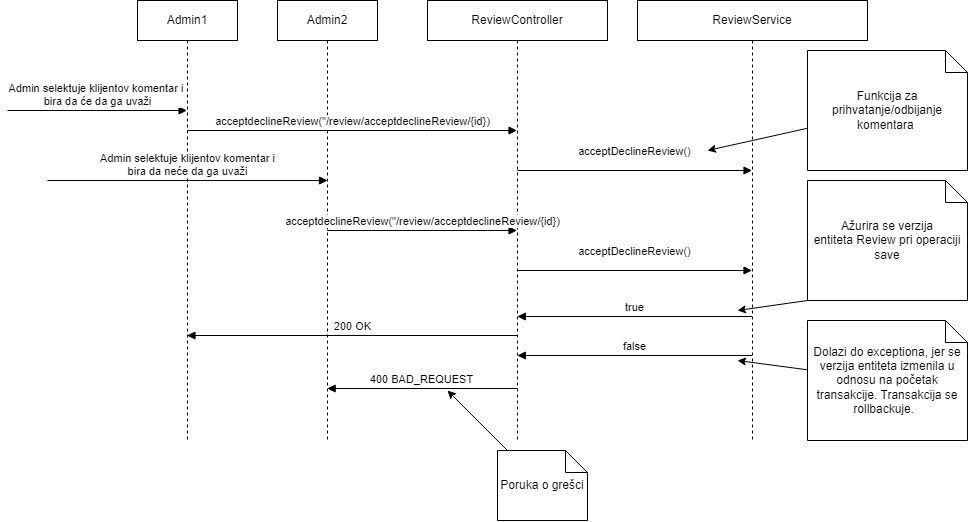 Admin1
Admin2
ReviewController
ReviewService
Admin selektuje klijentov komentar i
bira da će da ga uvaži
acceptdeclineReview("/review/acceptdeclineReview/{id})
Funkcija za
prihvatanje/odbijanje
komentara
acceptDeclineReview()
Admin selektuje klijentov komentar i
bira da neće da ga uvaži
acceptdeclineReview("/review/acceptdeclineReview/{id})
Ažurira se verzija
entiteta Review pri operaciji
save
acceptDeclineReview()
true
200 OK
false
Dolazi do exceptiona, jer se
verzija entiteta izmenila u
odnosu na početak
transakcije. Transakcija se
rollbackuje.
400 BAD_REQUEST
Poruka o grešci